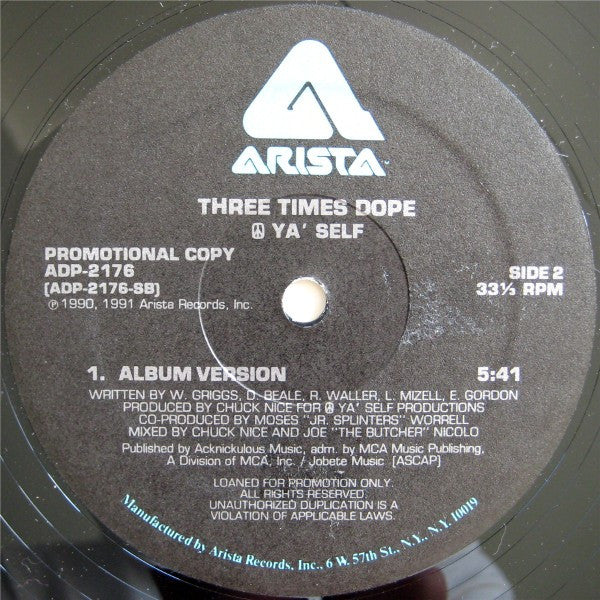 ARISTA™
THREE TIMES DOPE
☮ YA' SELF
PROMOTIONAL COPY
ADP-2176
(ADP-2176-SB)
℗ 1990, 1991 Arista Records, Inc.
SIDE 2
33⅓ RPM
1. ALBUM VERSION 5:41
WRITTEN BY W. GRIGGS, D. BEALE, R. WALLER, L. MIZELL, E. GORDON
PRODUCED BY CHUCK NICE FOR ☮ YA' SELF PRODUCTIONS
CO-PRODUCED BY MOSES "JR. SPLINTERS" WORRELL
MIXED BY CHUCK NICE AND JOE "THE BUTCHER" NICOLO
Published by Acknickulous Music, adm. by MCA Music Publishing,
A Division of MCA, Inc. / Jobete Music (ASCAP)
LOANED FOR PROMOTION ONLY.
ALL RIGHTS RESERVED.
UNAUTHORIZED DUPLICATION IS A
VIOLATION OF APPLICABLE LAWS.
Manufactured by Arista Records, Inc., 6 W. 57th St., N.Y., N.Y. 10019